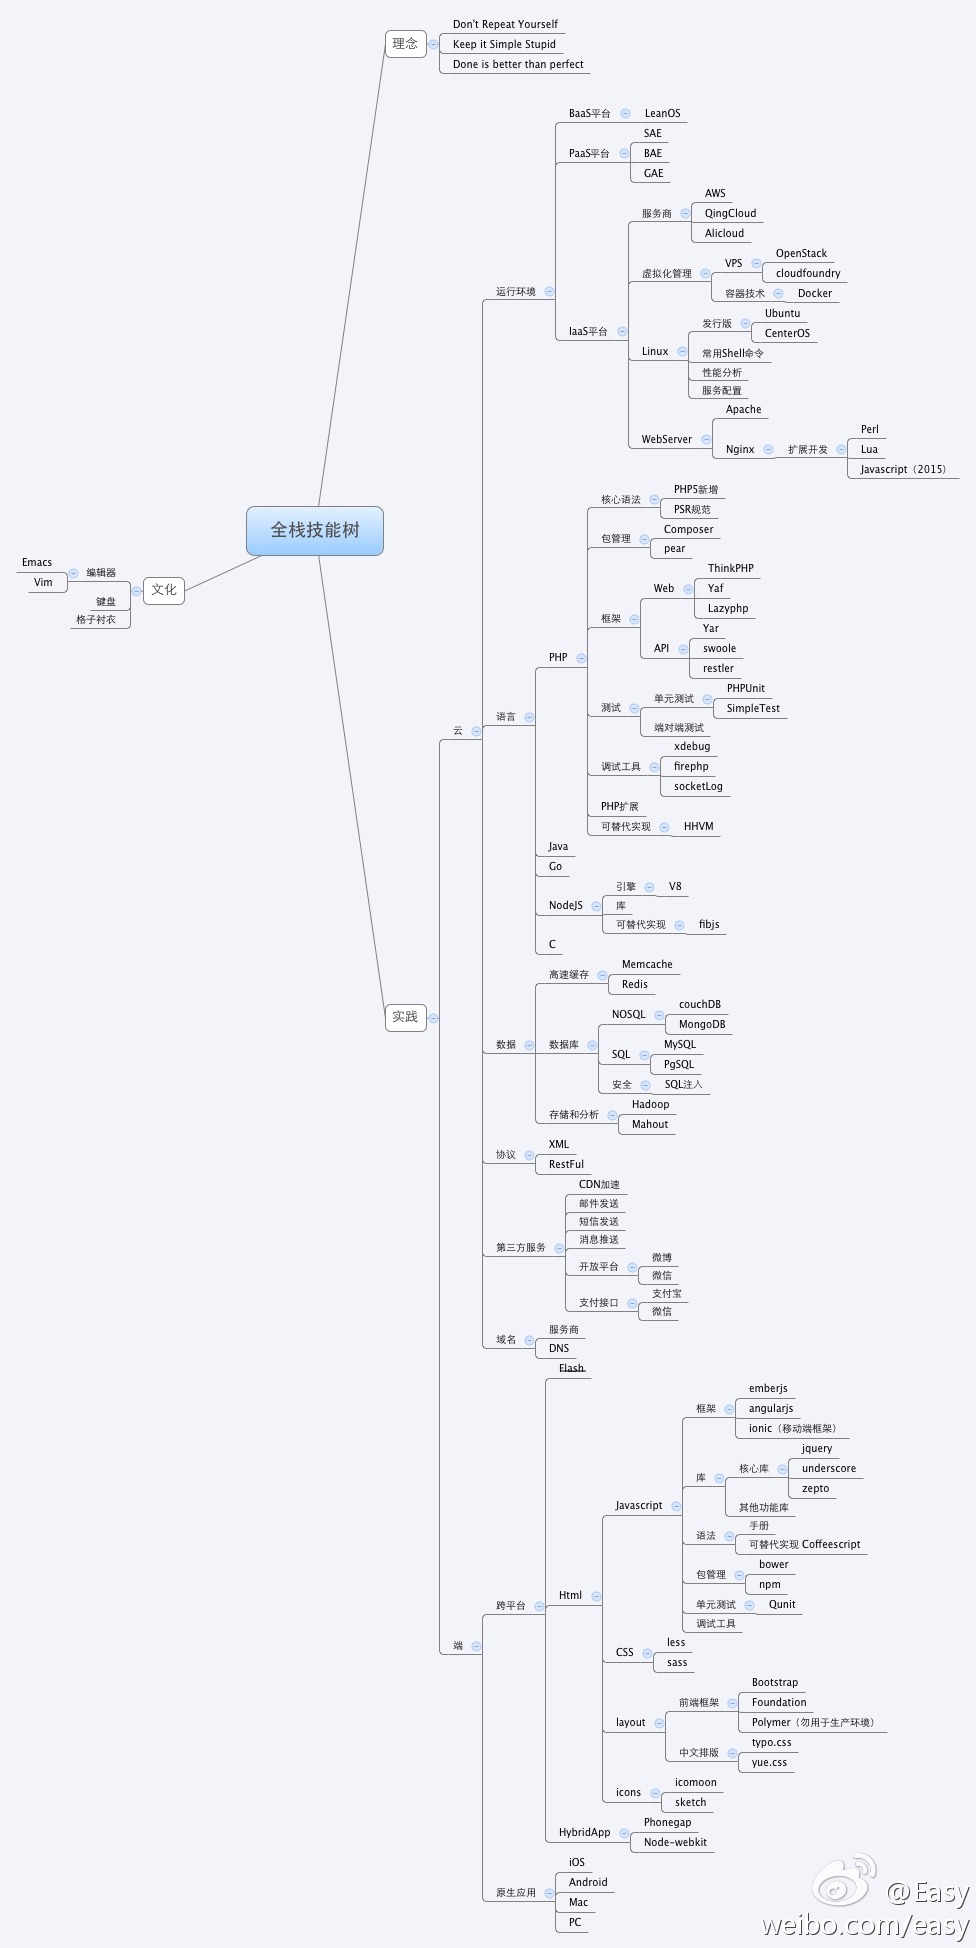 全栈技能树
理念
Don't Repeat Yourself
Keep it Simple Stupid
Done is better than perfect
文化
编辑器
Emacs
Vim
键盘
格子衬衣
实践
云
运行环境
BaaS平台
LeanOS
PaaS平台
SAE
BAE
GAE
IaaS平台
服务商
AWS
QingCloud
Alicloud
虚拟化管理
VPS
OpenStack
cloudfoundry
容器技术
Docker
Linux
发行版
Ubuntu
CenterOS
常用Shell命令
性能分析
服务配置
WebServer
Apache
Nginx
扩展开发
Perl
Lua
Javascript（2015）
语言
PHP
核心语法
PHP5新增
PSR规范
包管理
Composer
pear
框架
Web
ThinkPHP
Yaf
Lazyphp
API
Yar
swoole
restler
测试
单元测试
PHPUnit
SimpleTest
端对端测试
调试工具
xdebug
firephp
socketLog
PHP扩展
可替代实现
HHVM
Java
Go
NodeJS
引擎
V8
库
可替代实现
fibjs
C
数据
高速缓存
Memcache
Redis
数据库
NOSQL
couchDB
MongoDB
SQL
MySQL
PgSQL
安全
SQL注入
存储和分析
Hadoop
Mahout
协议
XML
RestFul
第三方服务
CDN加速
邮件发送
短信发送
消息推送
开放平台
微博
微信
支付接口
支付宝
微信
域名
服务商
DNS
端
跨平台
Flash
Html
Javascript
框架
emberjs
angularjs
ionic（移动端框架）
库
核心库
jquery
underscore
zepto
其他功能库
语法
手册
可替代实现 Coffeescript
包管理
bower
npm
单元测试
Qunit
调试工具
CSS
less
sass
layout
前端框架
Bootstrap
Foundation
Polymer（勿用于生产环境）
中文排版
typo.css
yue.css
icons
icomoon
sketch
HybridApp
Phonegap
Node-webkit
原生应用
iOS
Android
Mac
PC
@Easy
weibo.com/easy